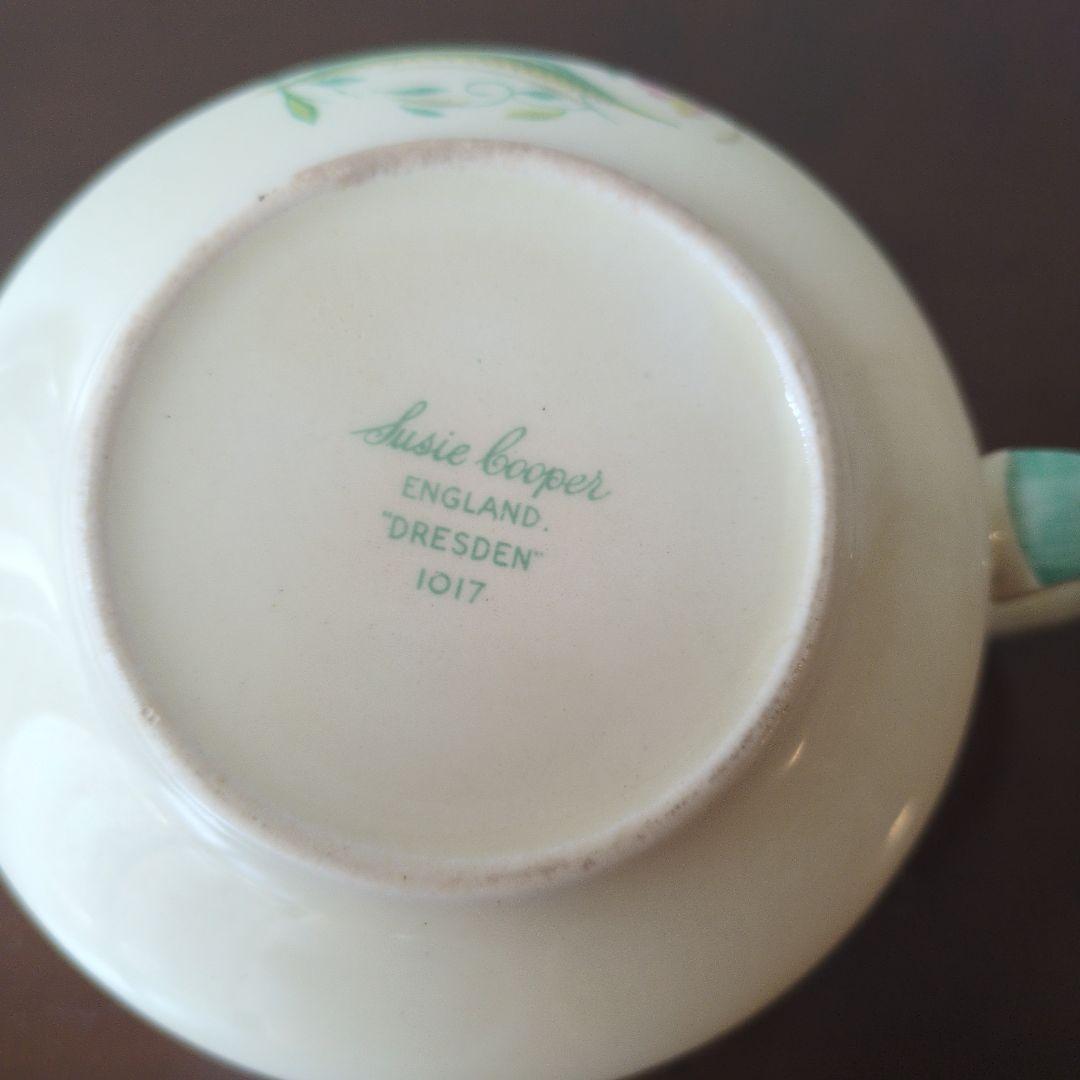 Susie Cooper
ENGLAND.
"DRESDEN"
1017